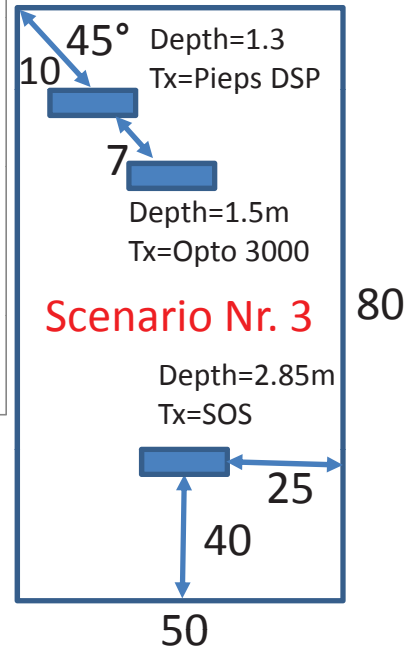 45° Depth=1.3
10 Tx=Pieps DSP
7
Depth=1.5m
Tx=Opto 3000
Scenario Nr. 3 80
Depth=2.85m
Tx=SOS
25
40
50